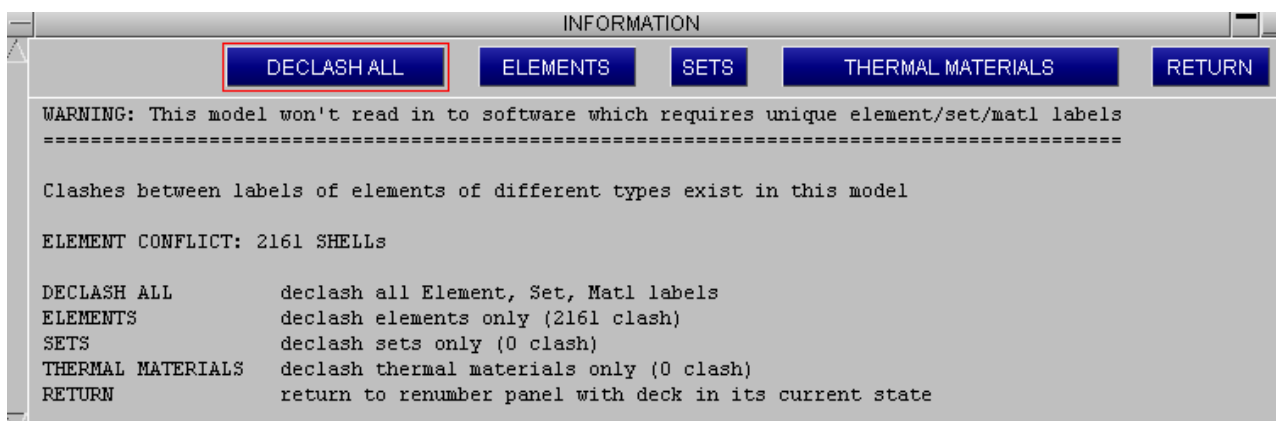 INFORMATION
DECLASH ALL ELEMENTS SETS THERMAL MATERIALS RETURN
WARNING: This model won't read in to software which requires unique element/set/matl labels
===========================================================================================
Clashes between labels of elements of different types exist in this model
ELEMENT CONFLICT: 2161 SHELLs
DECLASH ALL declash all Element, Set, Matl labels
ELEMENTS declash elements only (2161 clash)
SETS declash sets only (0 clash)
THERMAL MATERIALS declash thermal materials only (0 clash)
RETURN return to renumber panel with deck in its current state